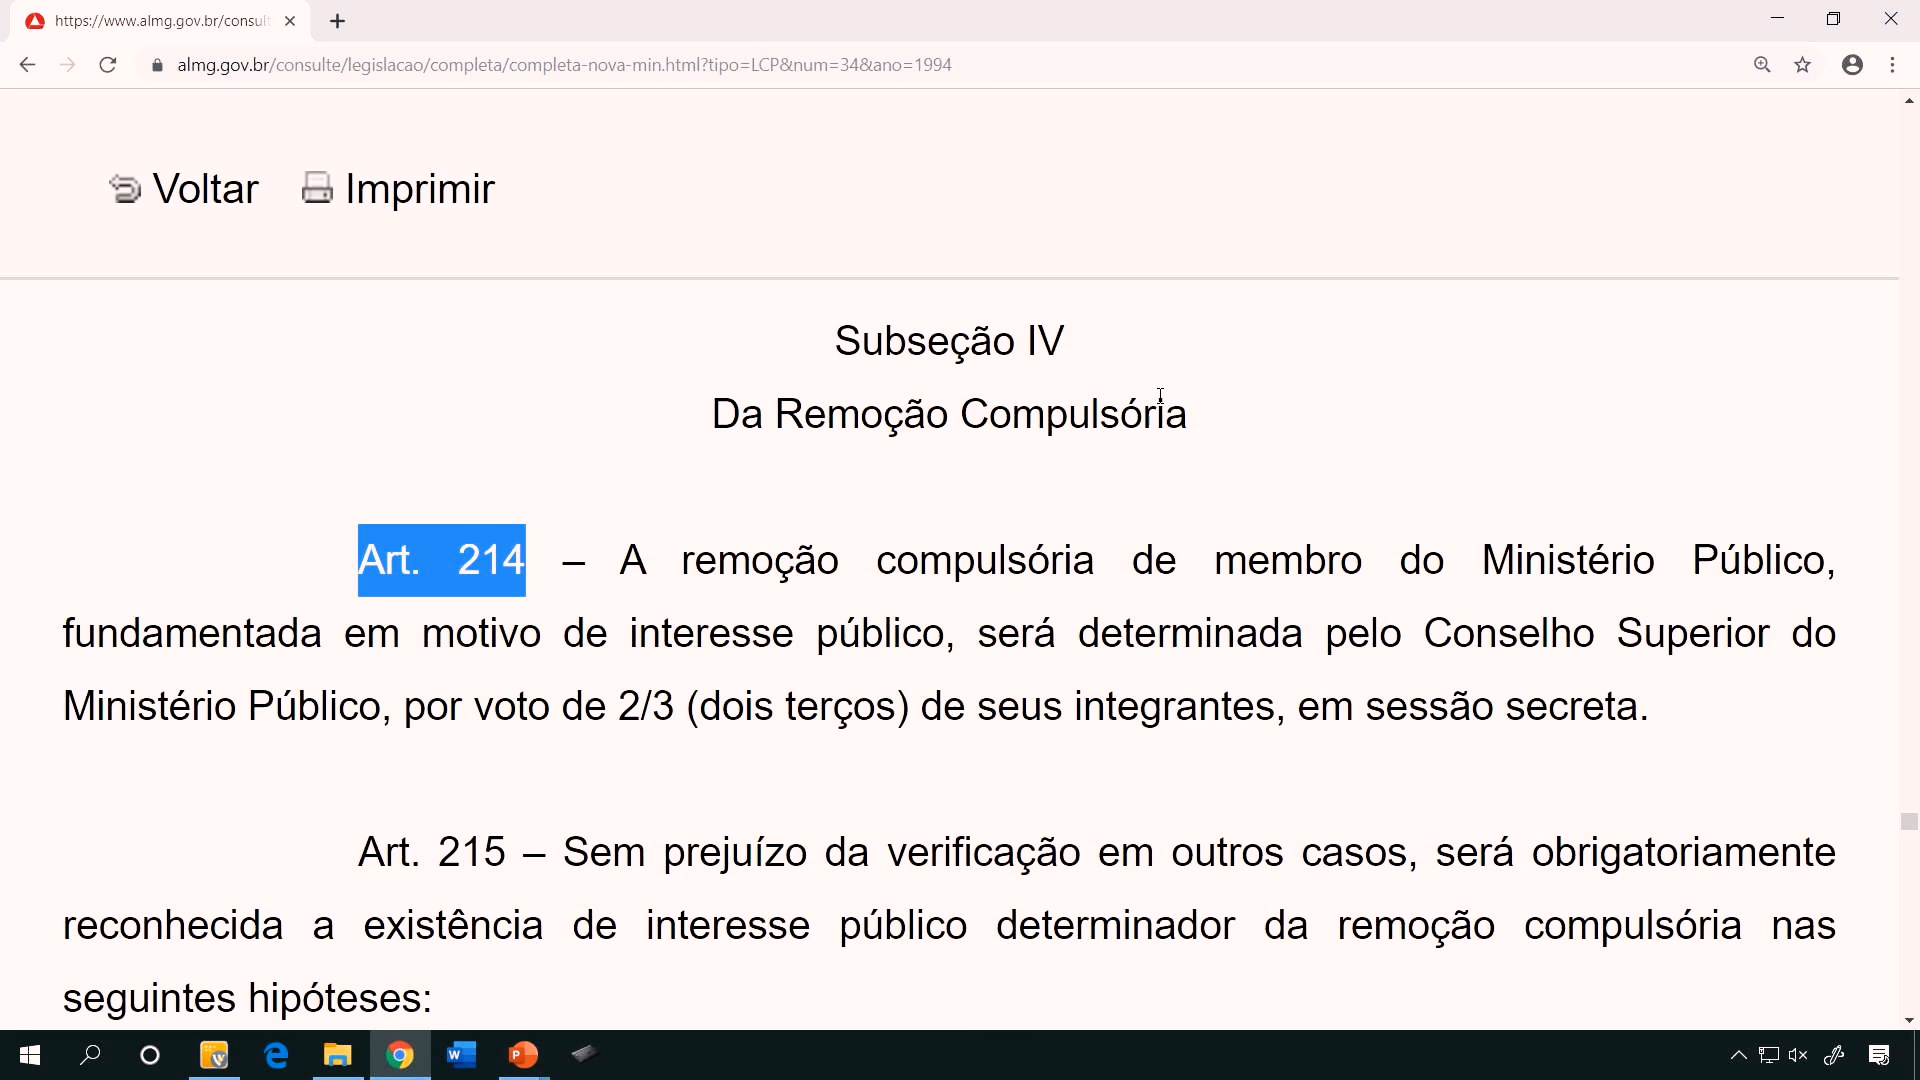 https://www.almg.gov.br/consult
almg.gov.br/consulte/legislacao/completa/completa-nova-min.html?tipo=LCP&num=34&ano=1994
Voltar Imprimir
Subseção IV
Da Remoção Compulsória
Art. 214 – A remoção compulsória de membro do Ministério Público,
fundamentada em motivo de interesse público, será determinada pelo Conselho Superior do
Ministério Público, por voto de 2/3 (dois terços) de seus integrantes, em sessão secreta.
Art. 215 – Sem prejuízo da verificação em outros casos, será obrigatoriamente
reconhecida a existência de interesse público determinador da remoção compulsória nas
seguintes hipóteses: